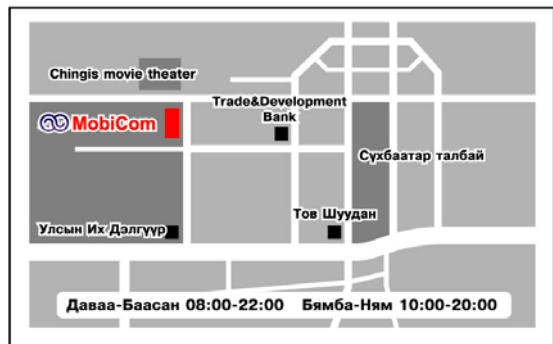 Chingis movie theater
Trade&Development
Bank
MobiCom
Сүхбаатар талбай
Улсын Их Дэлгүүр
Тов Шуудан
Даваа-Баасан 08:00-22:00 Бямба-Ням 10:00-20:00